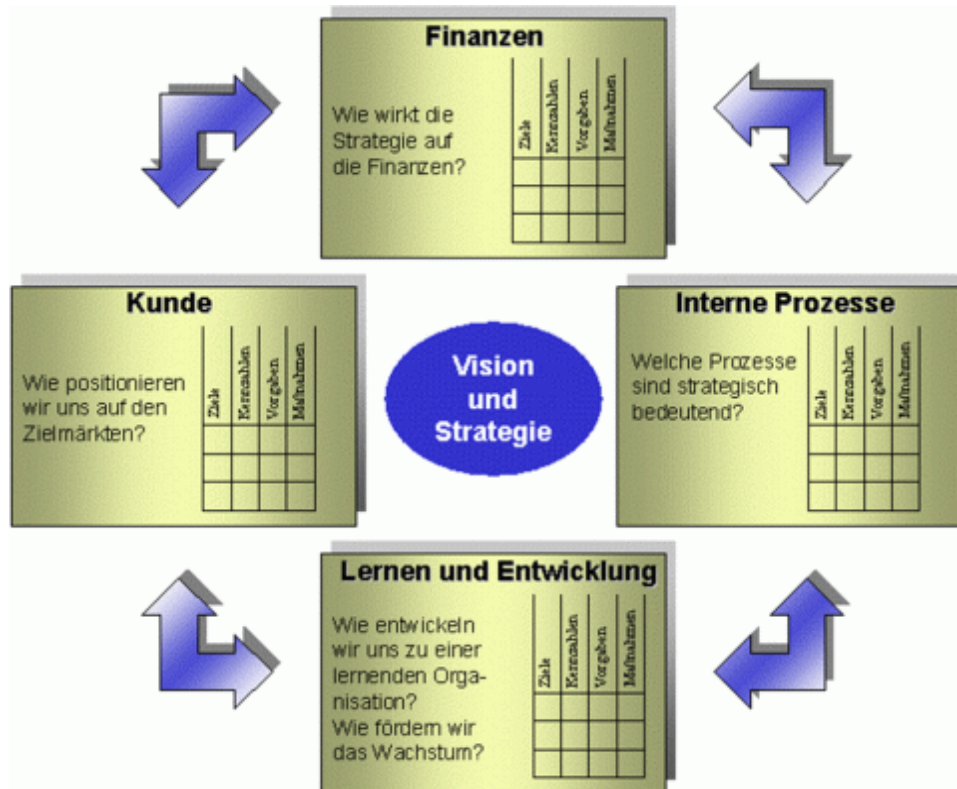 Finanzen
Wie wirkt die
Strategie auf
die Finanzen?
Ziele
Kennzahlen
Vorgaben
Maßnahmen
Kunde
Wie positionieren
wir uns auf den
Zielmärkten?
Ziele
Kennzahlen
Vorgaben
Maßnahmen
Vision
und
Strategie
Interne Prozesse
Welche Prozesse
sind strategisch
bedeutend?
Ziele
Kennzahlen
Vorgaben
Maßnahmen
Lernen und Entwicklung
Wie entwickeln
wir uns zu einer
lernenden Orga-
nisation?
Wie fördern wir
das Wachstum?
Ziele
Kennzahlen
Vorgaben
Maßnahmen